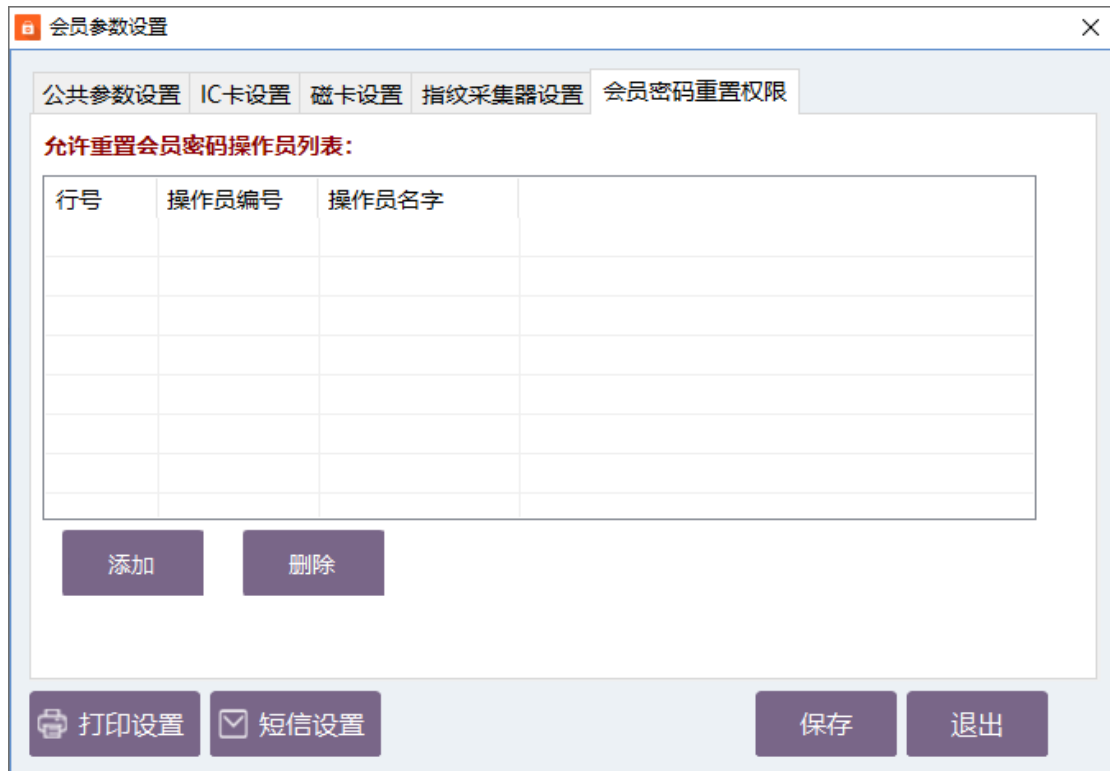 会员参数设置
公共参数设置 IC卡设置 磁卡设置 指纹采集器设置 会员密码重置权限
允许重置会员密码操作员列表：
行号 操作员编号 操作员名字
添加 删除
打印设置 短信设置 保存 退出